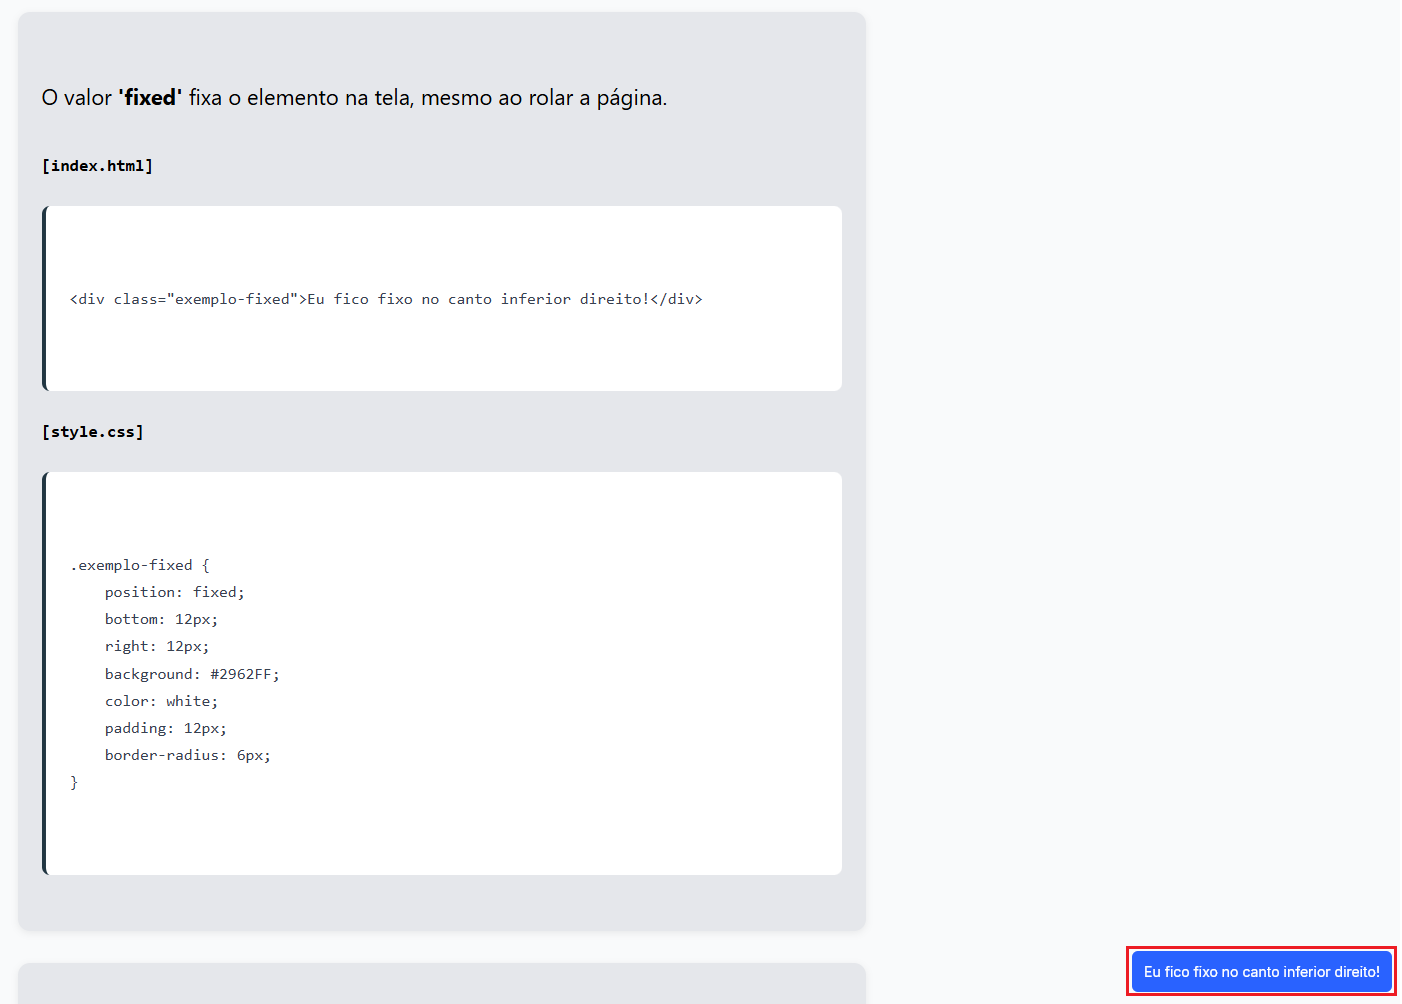 O valor 'fixed' fixa o elemento na tela, mesmo ao rolar a página.
[index.html]
<div class="exemplo-fixed">Eu fico fixo no canto inferior direito!</div>
[style.css]
.exemplo-fixed {
    position: fixed;
    bottom: 12px;
    right: 12px;
    background: #2962FF;
    color: white;
    padding: 12px;
    border-radius: 6px;
}
Eu fico fixo no canto inferior direito!